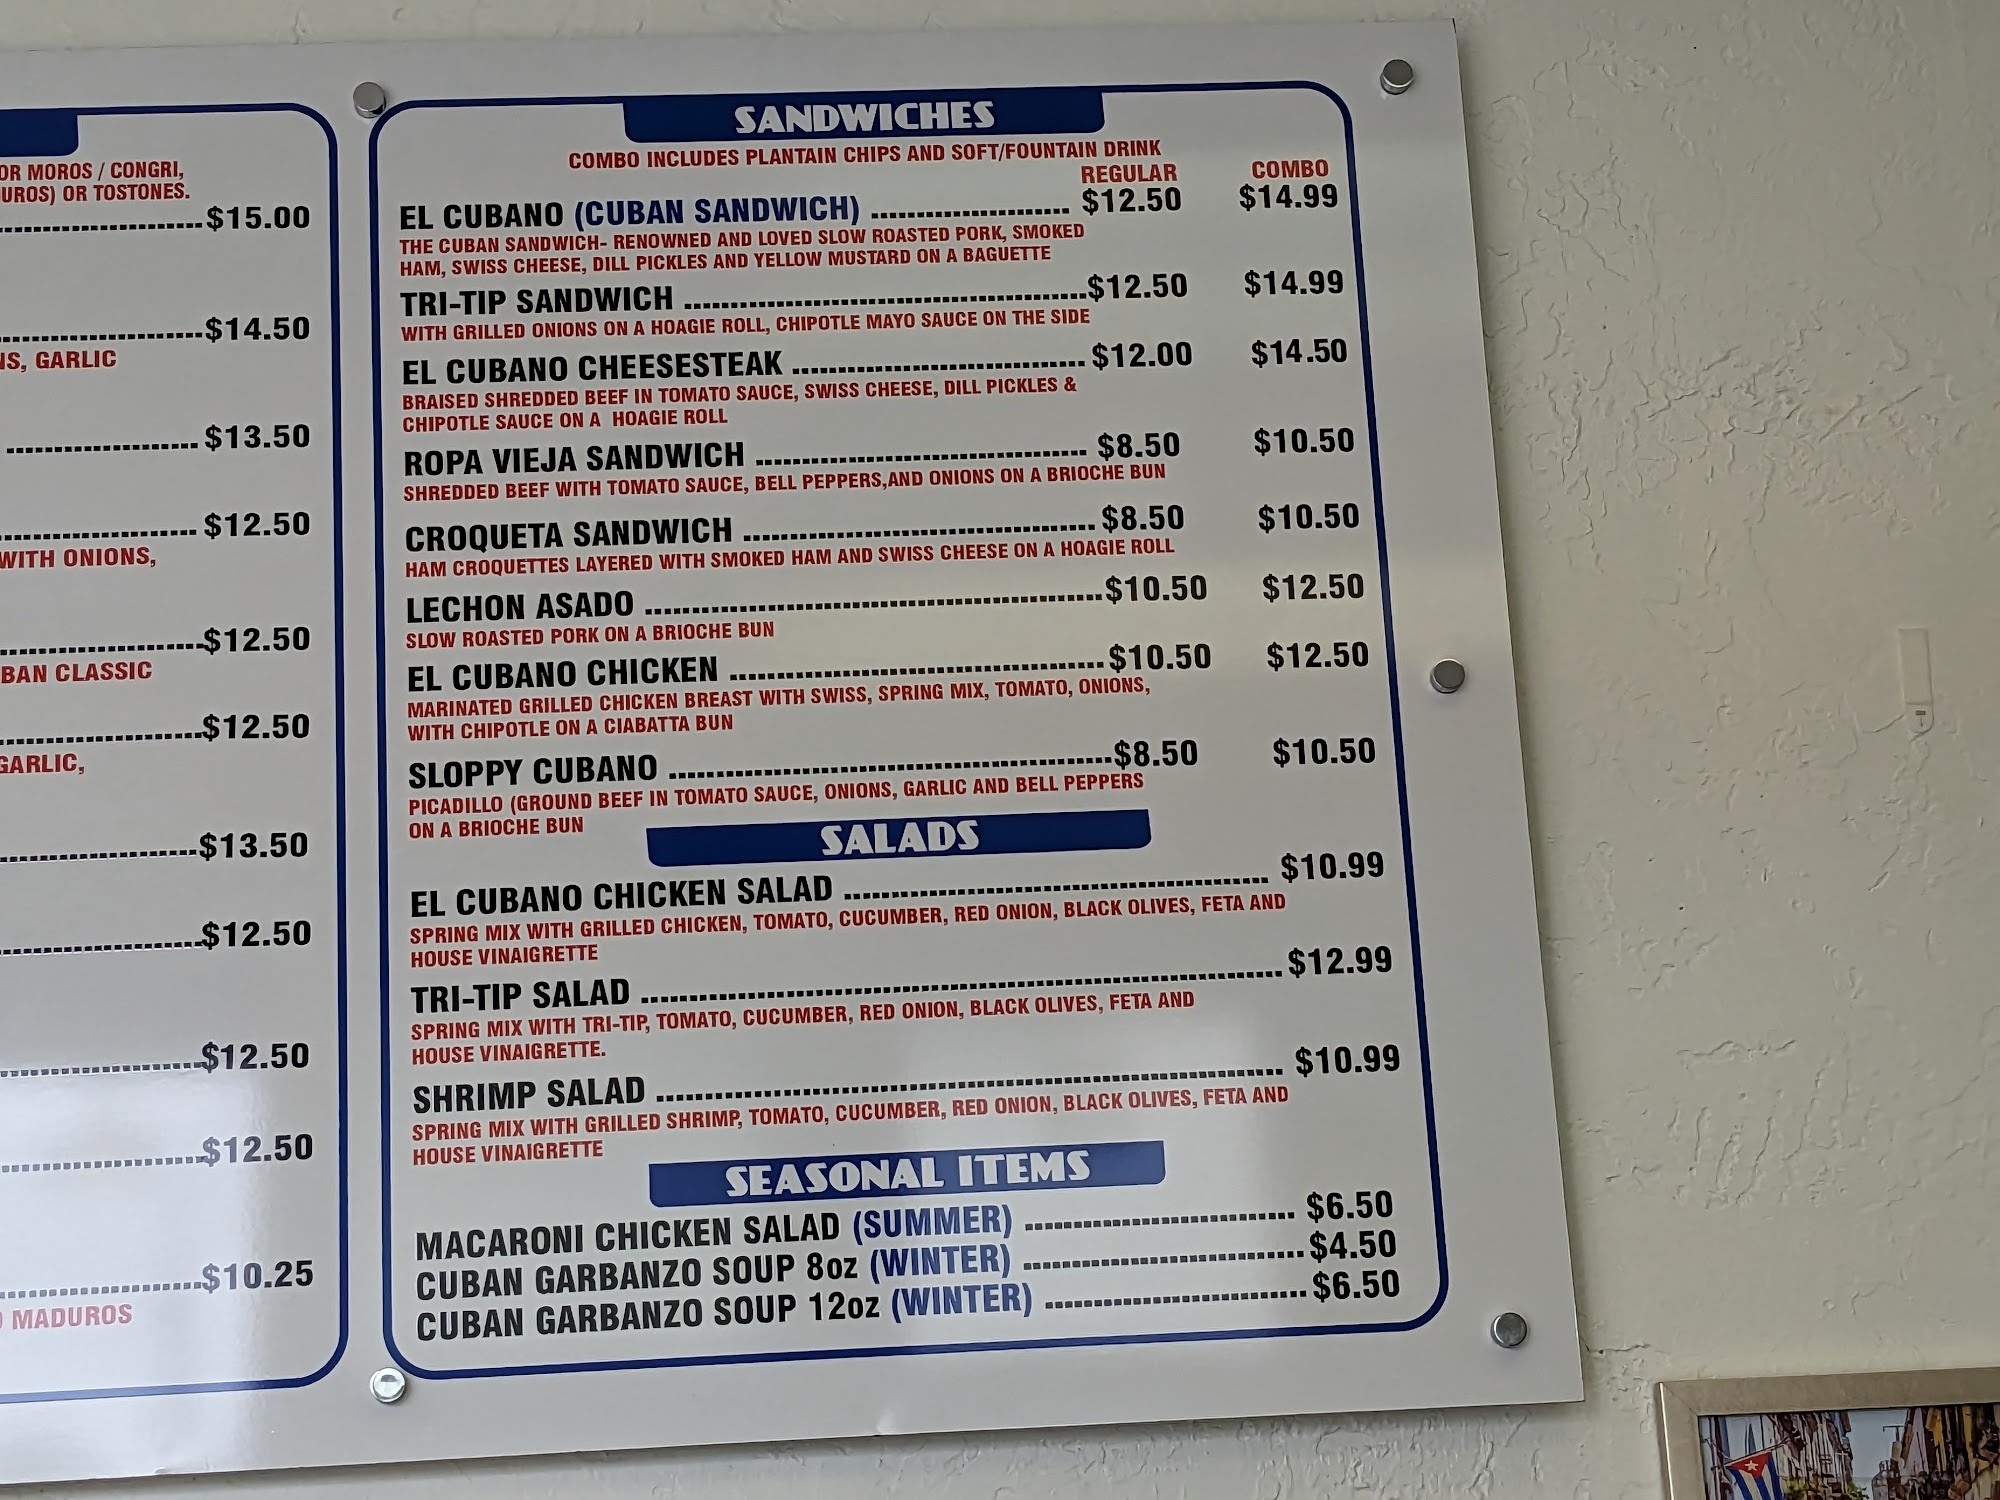 OR MOROS / CONGRI,
UROS) OR TOSTONES.
$15.00
$14.50
NS, GARLIC
$13.50
$12.50
WITH ONIONS,
$12.50
BAN CLASSIC
$12.50
GARLIC,
$13.50
$12.50
$12.50
$12.50
$10.25
) MADUROS
SANDWICHES
COMBO INCLUDES PLANTAIN CHIPS AND SOFT/FOUNTAIN DRINK
REGULAR COMBO
EL CUBANO (CUBAN SANDWICH) $12.50 $14.99
THE CUBAN SANDWICH- RENOWNED AND LOVED SLOW ROASTED PORK, SMOKED
HAM, SWISS CHEESE, DILL PICKLES AND YELLOW MUSTARD ON A BAGUETTE
TRI-TIP SANDWICH $12.50 $14.99
WITH GRILLED ONIONS ON A HOAGIE ROLL, CHIPOTLE MAYO SAUCE ON THE SIDE
EL CUBANO CHEESESTEAK $12.00 $14.50
BRAISED SHREDDED BEEF IN TOMATO SAUCE, SWISS CHEESE, DILL PICKLES &
CHIPOTLE SAUCE ON A HOAGIE ROLL
ROPA VIEJA SANDWICH $8.50 $10.50
SHREDDED BEEF WITH TOMATO SAUCE, BELL PEPPERS,AND ONIONS ON A BRIOCHE BUN
CROQUETA SANDWICH $8.50 $10.50
HAM CROQUETTES LAYERED WITH SMOKED HAM AND SWISS CHEESE ON A HOAGIE ROLL
LECHON ASADO $10.50 $12.50
SLOW ROASTED PORK ON A BRIOCHE BUN
EL CUBANO CHICKEN $10.50 $12.50
MARINATED GRILLED CHICKEN BREAST WITH SWISS, SPRING MIX, TOMATO, ONIONS,
WITH CHIPOTLE ON A CIABATTA BUN
SLOPPY CUBANO $8.50 $10.50
PICADILLO (GROUND BEEF IN TOMATO SAUCE, ONIONS, GARLIC AND BELL PEPPERS
ON A BRIOCHE BUN
SALADS
EL CUBANO CHICKEN SALAD $10.99
SPRING MIX WITH GRILLED CHICKEN, TOMATO, CUCUMBER, RED ONION, BLACK OLIVES, FETA AND
HOUSE VINAIGRETTE
TRI-TIP SALAD $12.99
SPRING MIX WITH TRI-TIP, TOMATO, CUCUMBER, RED ONION, BLACK OLIVES, FETA AND
HOUSE VINAIGRETTE.
SHRIMP SALAD $10.99
SPRING MIX WITH GRILLED SHRIMP, TOMATO, CUCUMBER, RED ONION, BLACK OLIVES, FETA AND
HOUSE VINAIGRETTE
SEASONAL ITEMS
MACARONI CHICKEN SALAD (SUMMER) $6.50
CUBAN GARBANZO SOUP 8oz (WINTER) $4.50
CUBAN GARBANZO SOUP 12oz (WINTER) $6.50